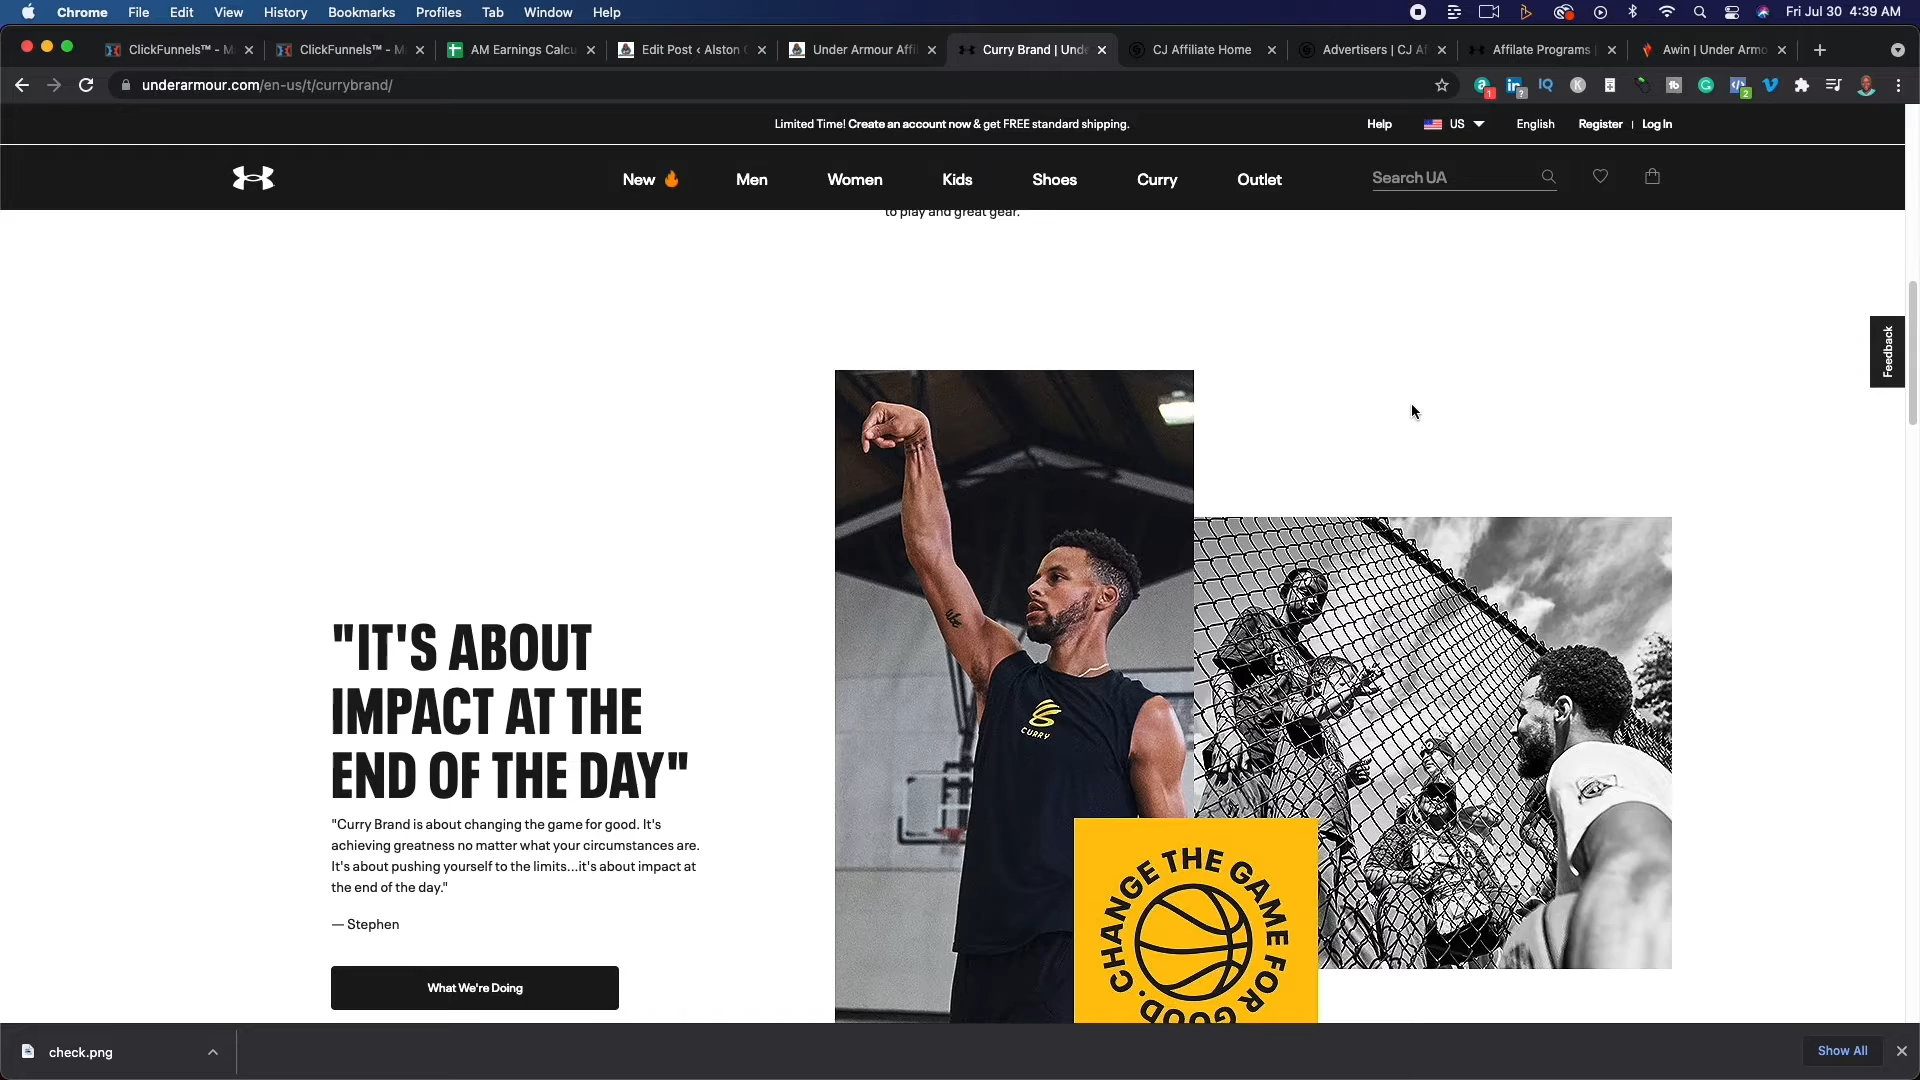 Chrome File Edit View History Bookmarks Profiles Tab Window Help Fri Jul 30 4:39 AM
ClickFunnels™ - M ClickFunnels™ - M AM Earnings Calcu Edit Post ‹ Alston Under Armour Affil Curry Brand | Unde CJ Affiliate Home Advertisers | CJ Af Affilate Programs Awin | Under Armo
underarmour.com/en-us/t/currybrand/
Limited Time! Create an account now & get FREE standard shipping. Help US English Register | Log In
New Men Women Kids Shoes Curry Outlet Search UA
to play and great gear.
Feedback
CURRY
"IT'S ABOUT
IMPACT AT THE
END OF THE DAY"
"Curry Brand is about changing the game for good. It's
achieving greatness no matter what your circumstances are.
It's about pushing yourself to the limits...it's about impact at
the end of the day."
— Stephen
What We're Doing
CHANGE THE GAME FOR GOOD.
check.png Show All